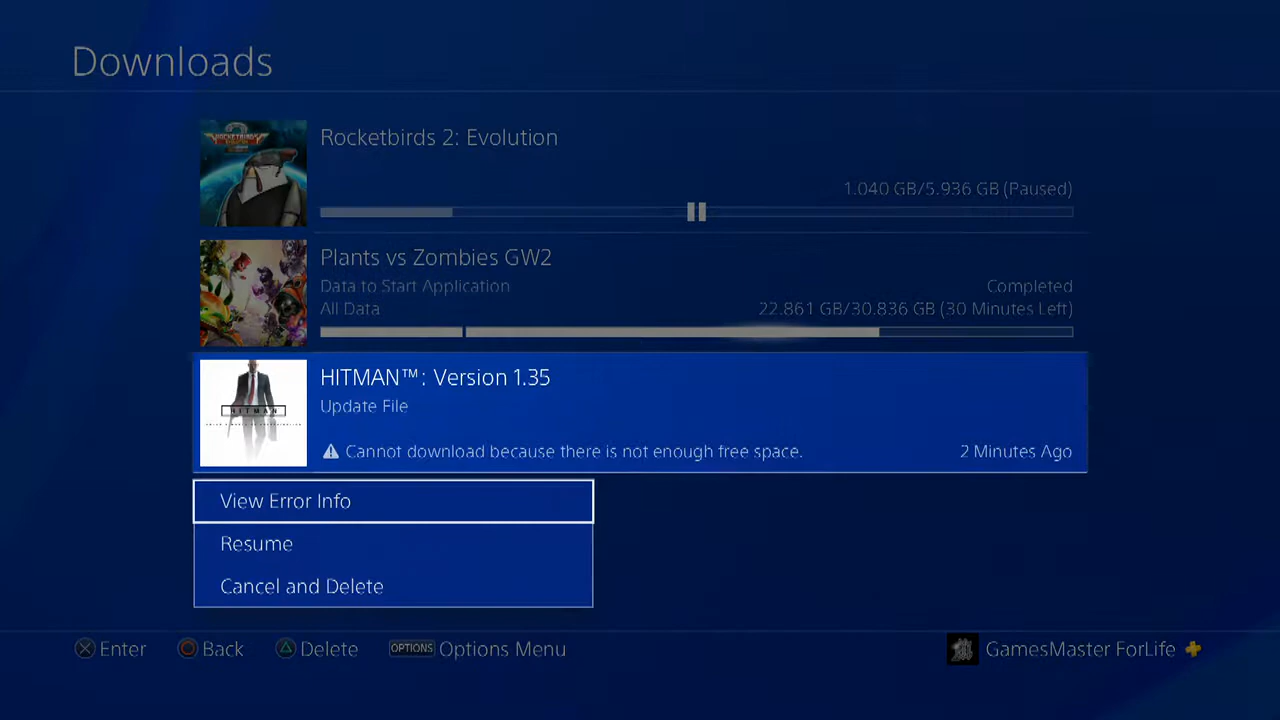 Downloads
ROCKETBIRDS
2
Rocketbirds 2: Evolution
1.040 GB/5.936 GB (Paused)
Plants vs Zombies GW2
Data to Start Application
Completed
All Data
22.861 GB/30.836 GB (30 Minutes Left)
HITMAN
HITMAN™: Version 1.35
Update File
Cannot download because there is not enough free space.
2 Minutes Ago
View Error Info
Resume
Cancel and Delete
Enter
Back
Delete
OPTIONS Options Menu
GamesMaster ForLife